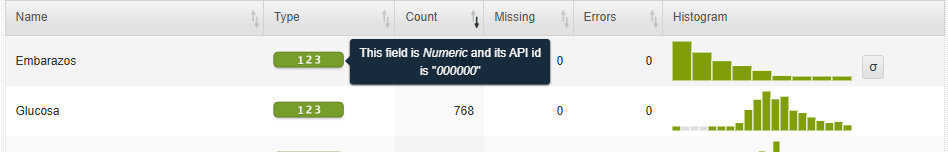 Name Type Count Missing Errors Histogram
Embarazos 123 This field is Numeric and its API id is "000000" 0 0 σ
Glucosa 123 768 0 0